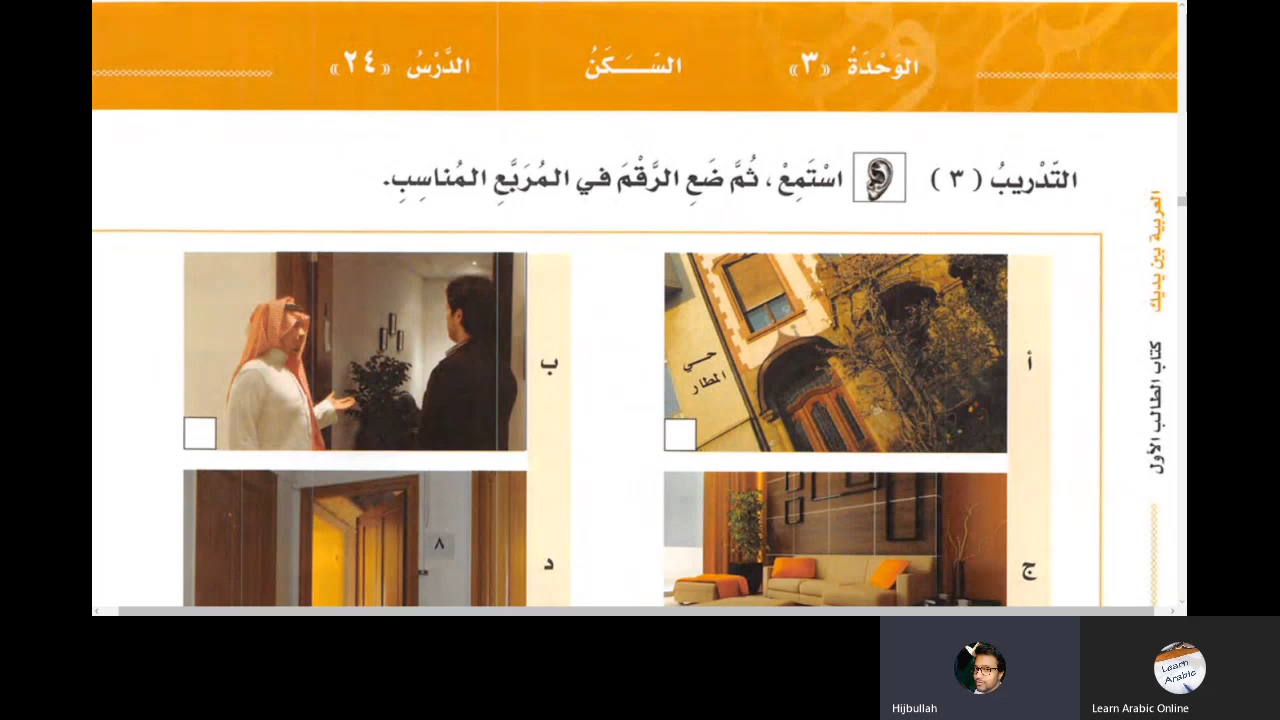 الوَحْدَةُ «٣»
السَــكَنُ
الدَّرْسُ «٢٤»
التَّدْرِيبُ ( ٣ )
اسْتَمِعْ ، ثُمَّ ضَعِ الرَّقْمَ في المُرَبَّعِ المُناسِبِ.
العربية بين يديك
كتاب الطالب الأول
أ
حي
المطار
ب
ج
د
٨
Hijbullah
Learn Arabic Online
Learn
Arabic